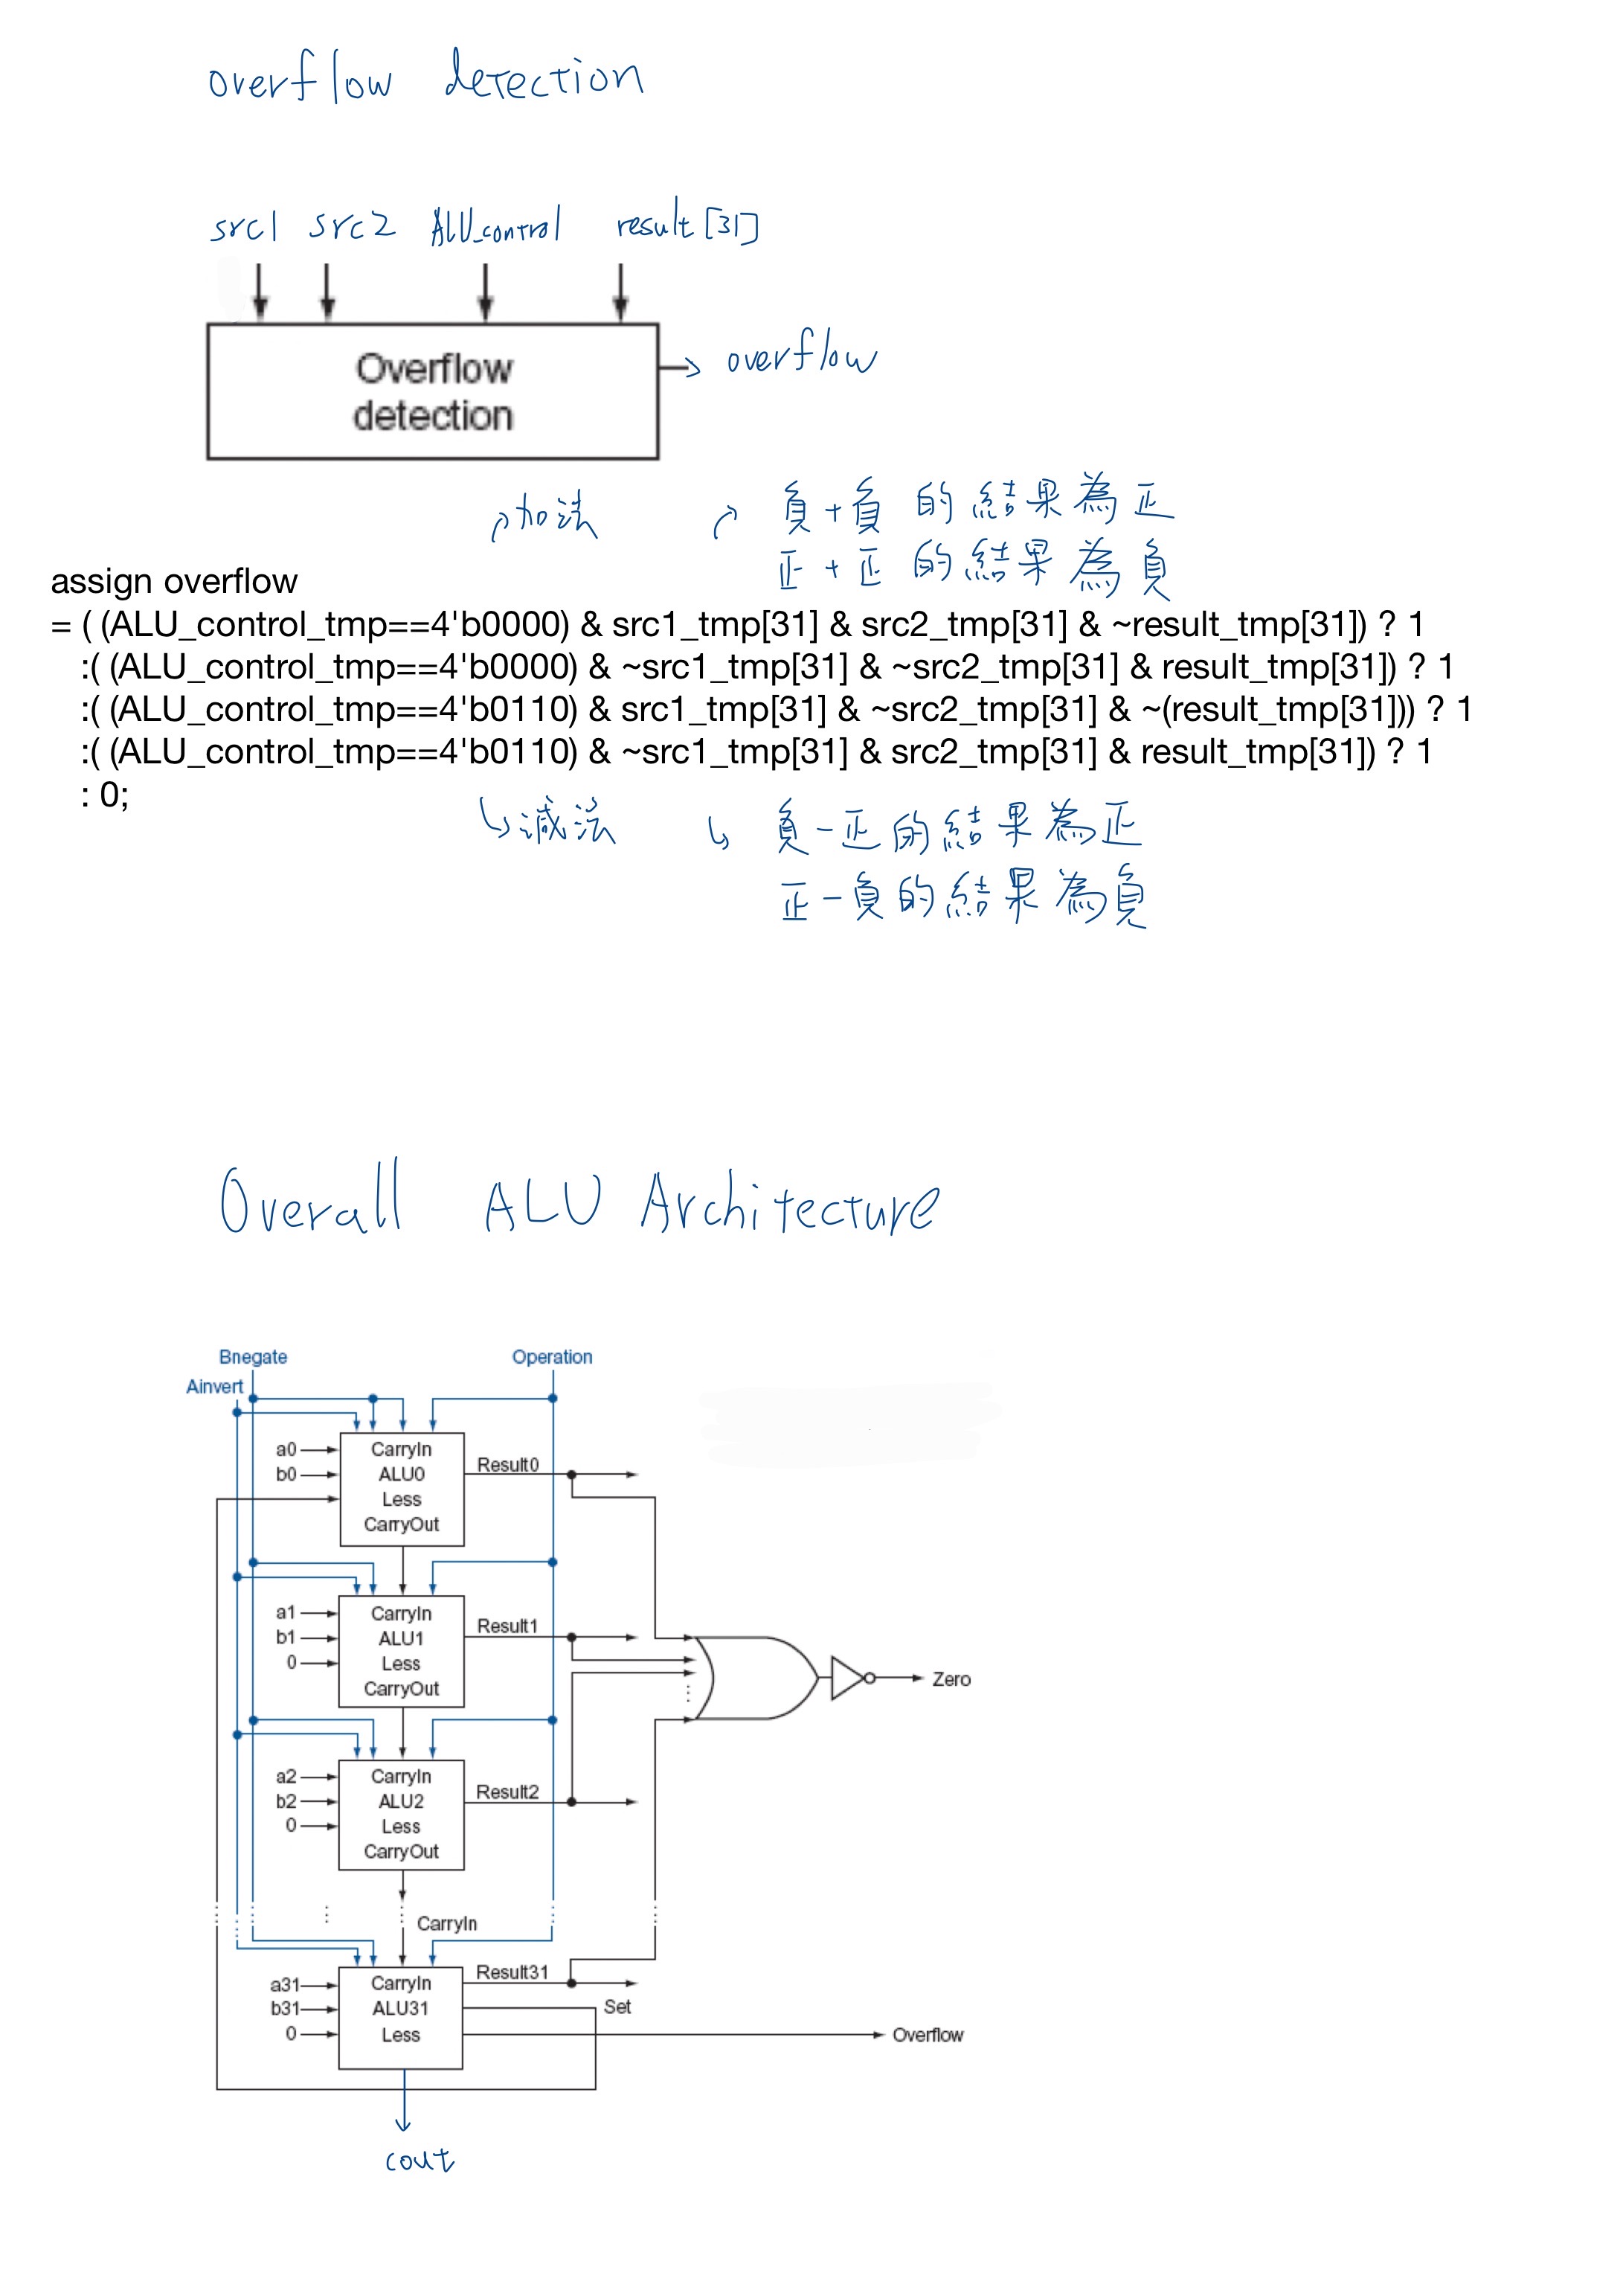 overflow detection
src1 src2 ALU_control result[31]
Overflow
detection
overflow
加法
負+負 的結果為正
正+正 的結果為負
assign overflow
= ( (ALU_control_tmp==4'b0000) & src1_tmp[31] & src2_tmp[31] & ~result_tmp[31]) ? 1
:( (ALU_control_tmp==4'b0000) & ~src1_tmp[31] & ~src2_tmp[31] & result_tmp[31]) ? 1
:( (ALU_control_tmp==4'b0110) & src1_tmp[31] & ~src2_tmp[31] & ~(result_tmp[31])) ? 1
:( (ALU_control_tmp==4'b0110) & ~src1_tmp[31] & src2_tmp[31] & result_tmp[31]) ? 1
: 0;
減法
負-正的結果為正
正-負的結果為負
Overall ALU Architecture
Bnegate
Operation
Ainvert
a0
b0
CarryIn
ALU0
Less
CarryOut
Result0
a1
b1
0
CarryIn
ALU1
Less
CarryOut
Result1
Zero
a2
b2
0
CarryIn
ALU2
Less
CarryOut
Result2
CarryIn
a31
b31
0
CarryIn
ALU31
Less
Result31
Set
Overflow
cout